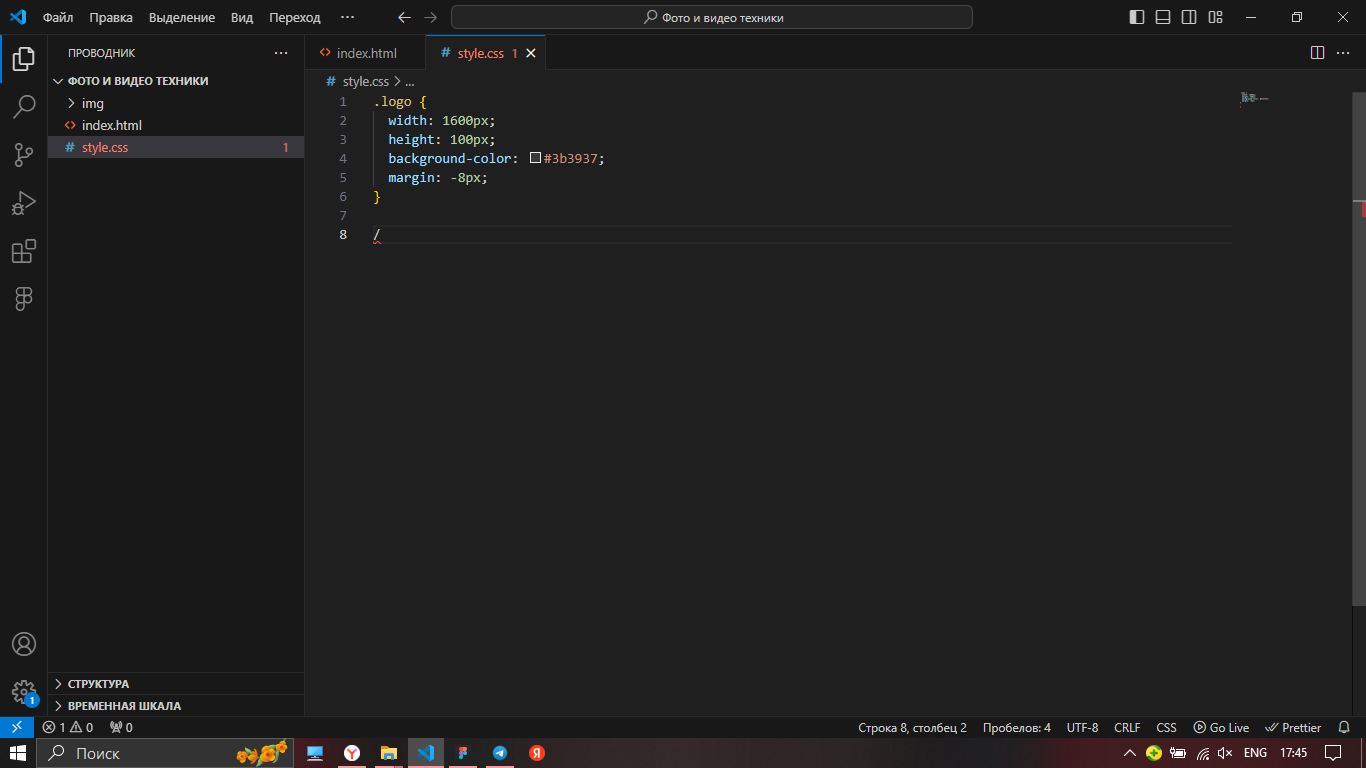 Файл Правка Выделение Вид Переход ··· Фото и видео техники
ПРОВОДНИК ···
ФОТО И ВИДЕО ТЕХНИКИ
img
index.html
style.css 1
СТРУКТУРА
ВРЕМЕННАЯ ШКАЛА
index.html # style.css 1
# style.css > ...
1 .logo {
2 width: 1600px;
3 height: 100px;
4 background-color: #3b3937;
5 margin: -8px;
6 }
7
8 /
1
1 0 0 Строка 8, столбец 2 Пробелов: 4 UTF-8 CRLF CSS Go Live Prettier
Поиск Я ENG 17:45